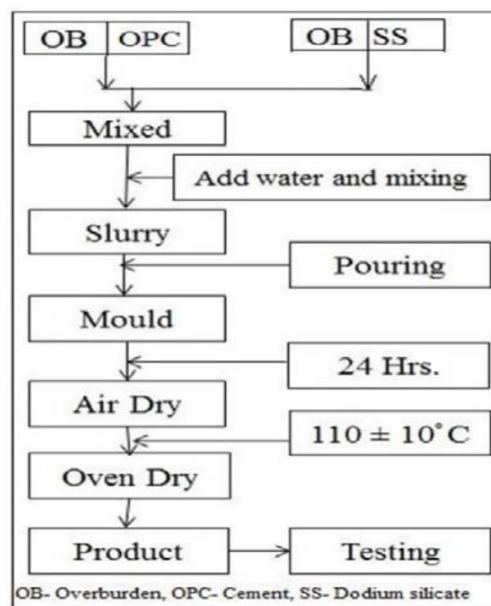 OB OPC OB SS
Mixed
Add water and mixing
Slurry
Pouring
Mould
24 Hrs.
Air Dry
110 ± 10°C
Oven Dry
Product Testing
OB- Overburden, OPC- Cement, SS- Dodium silicate